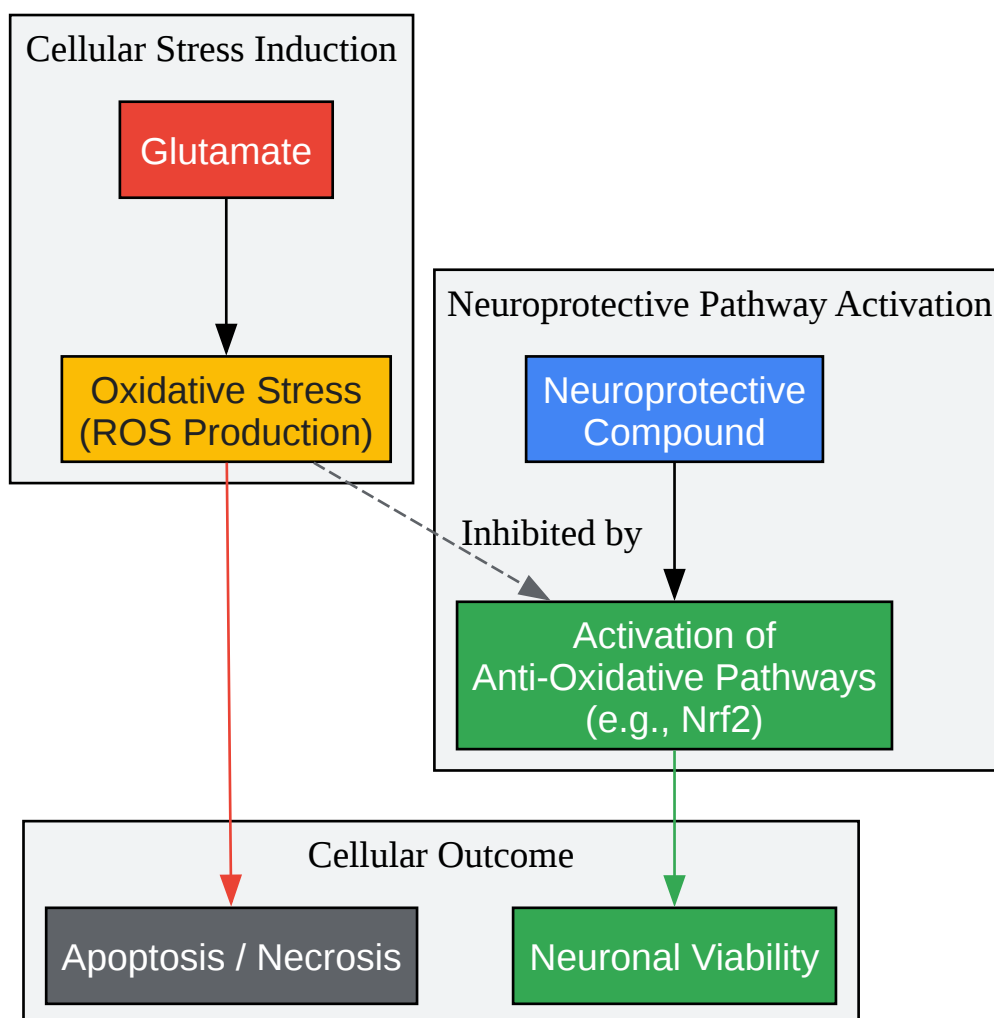 Cellular Stress Induction
Glutamate
Oxidative Stress
(ROS Production)
Neuroprotective Pathway Activation
Neuroprotective
Compound
Inhibited by
Activation of
Anti-Oxidative Pathways
(e.g., Nrf2)
Cellular Outcome
Apoptosis / Necrosis
Neuronal Viability